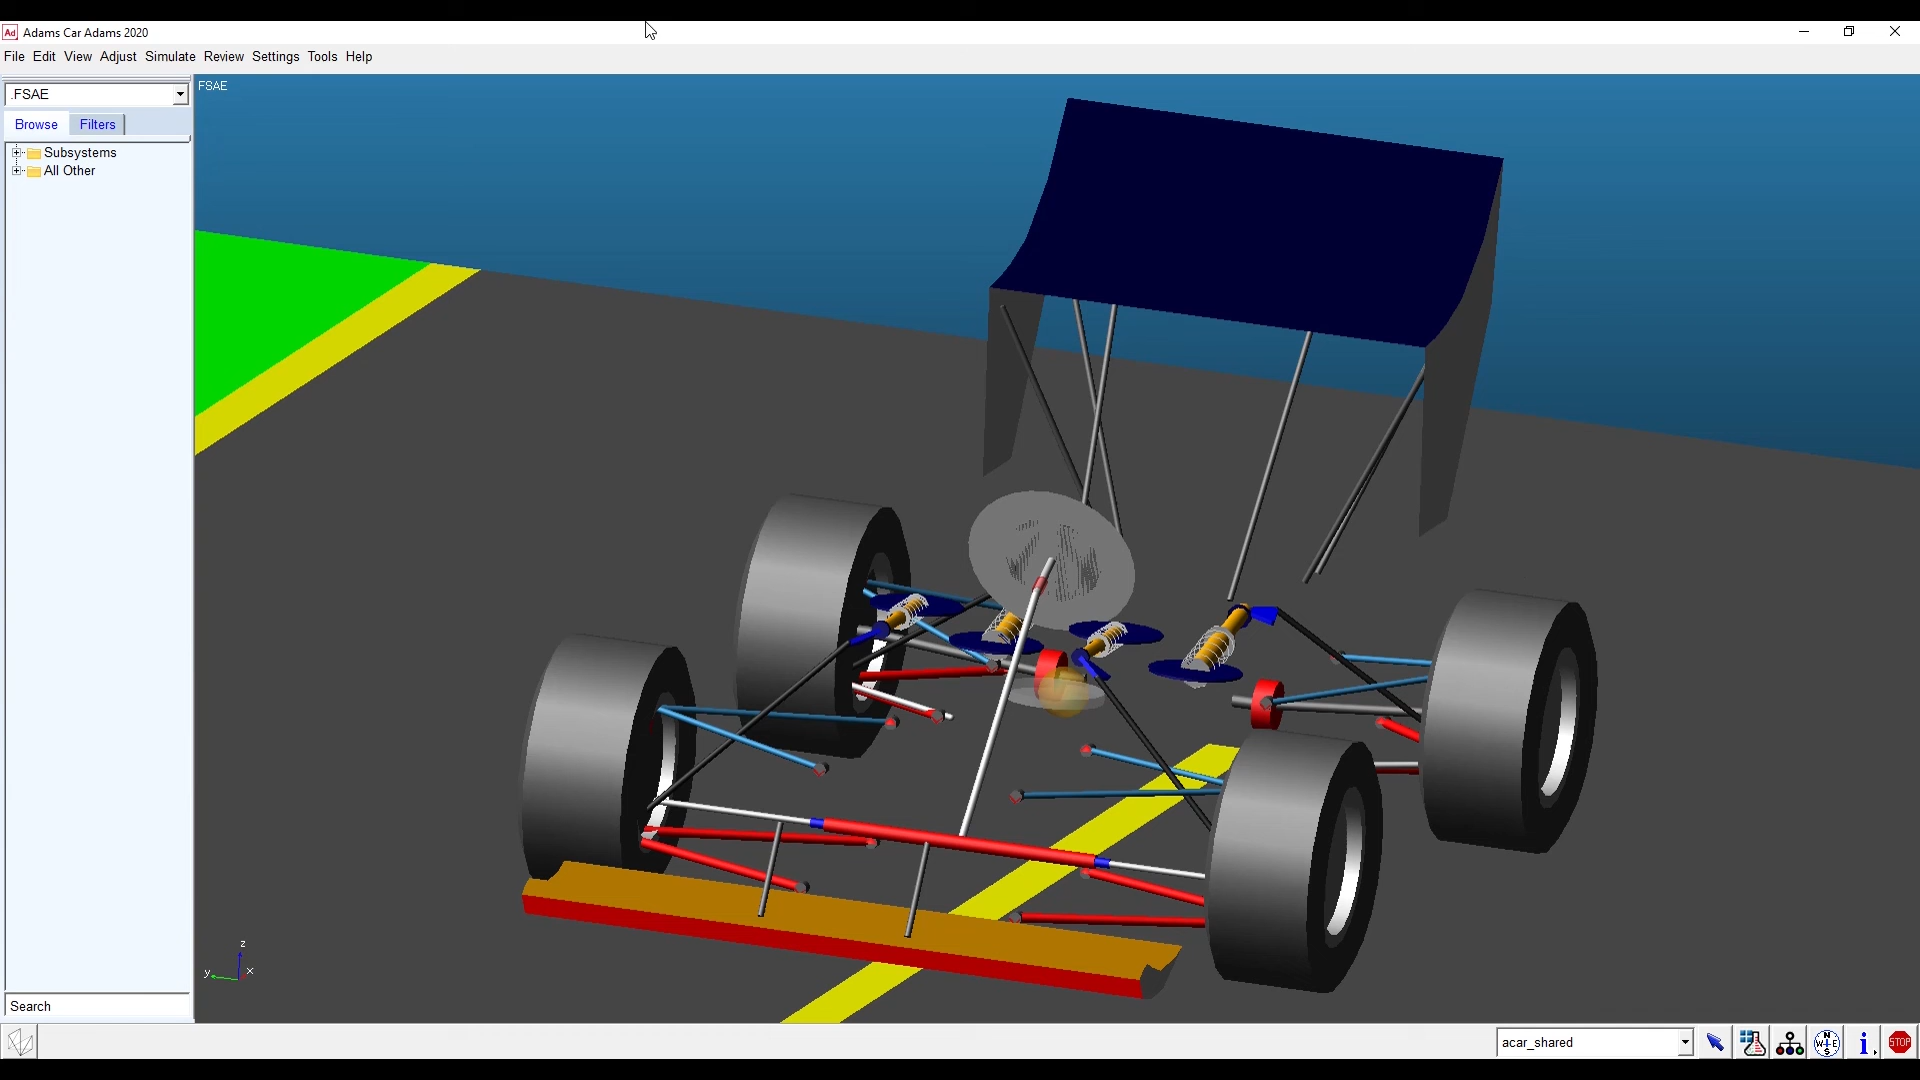 Ad Adams Car Adams 2020
File Edit View Adjust Simulate Review Settings Tools Help
.FSAE
FSAE
Browse Filters
Subsystems
All Other
z
y x
Search
acar_shared
N
W E
S
i
STOP